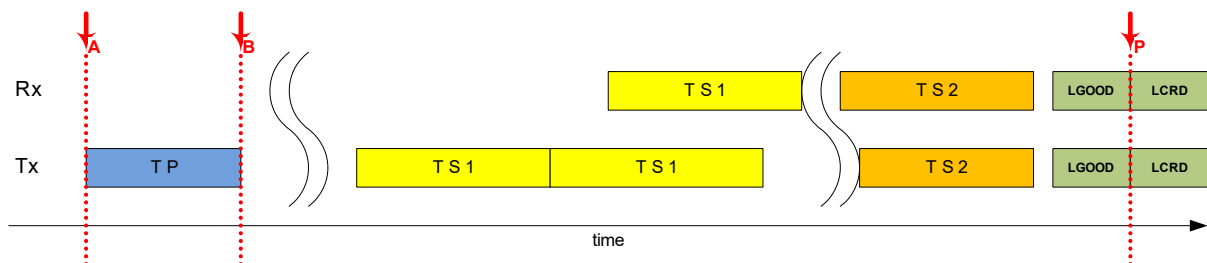 A B P
Rx T S 1 T S 2 LGOOD LCRD
Tx T P T S 1 T S 1 T S 2 LGOOD LCRD
time